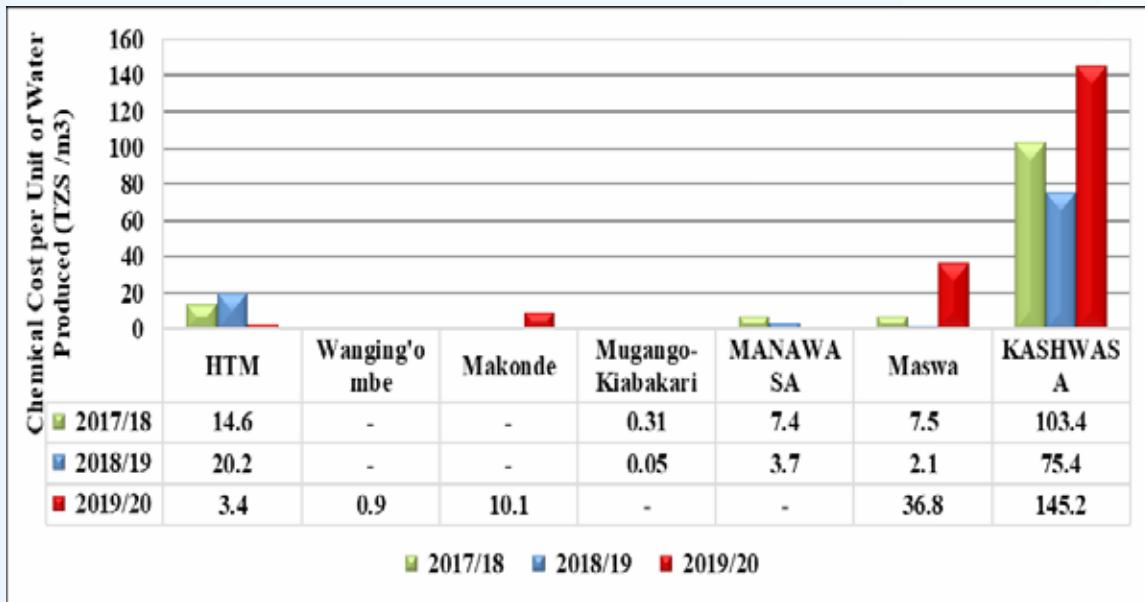 Chemical Cost per Unit of Water
Produced (TZS /m3)
160
140
120
100
80
60
40
20
0
HTM Wanging'o Makonde Mugango- MANAWA Maswa KASHWAS
mbe Kiabakari SA A
2017/18 14.6 - - 0.31 7.4 7.5 103.4
2018/19 20.2 - - 0.05 3.7 2.1 75.4
2019/20 3.4 0.9 10.1 - - 36.8 145.2
2017/18 2018/19 2019/20